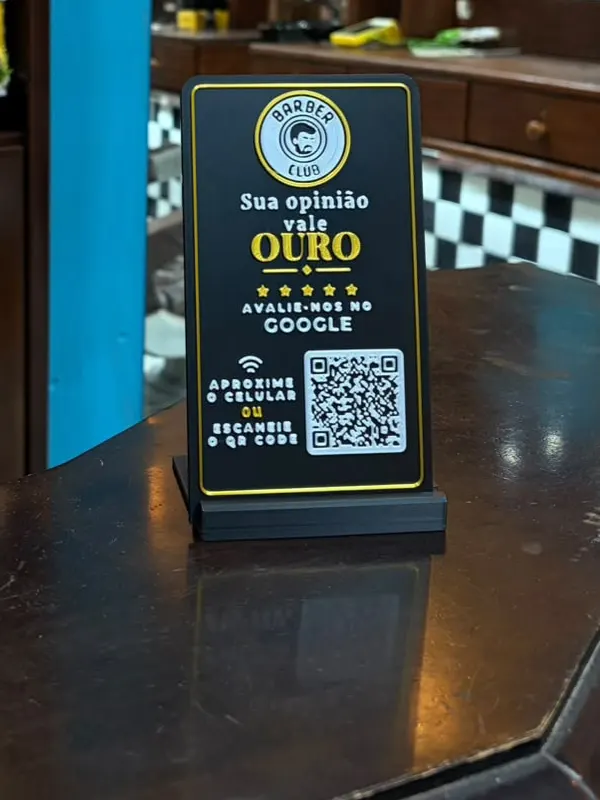 BARBER
CLUB
Sua opinião
vale
OURO
AVALIE-NOS NO
GOOGLE
APROXIME
O CELULAR
OU
ESCANEIE
O QR CODE